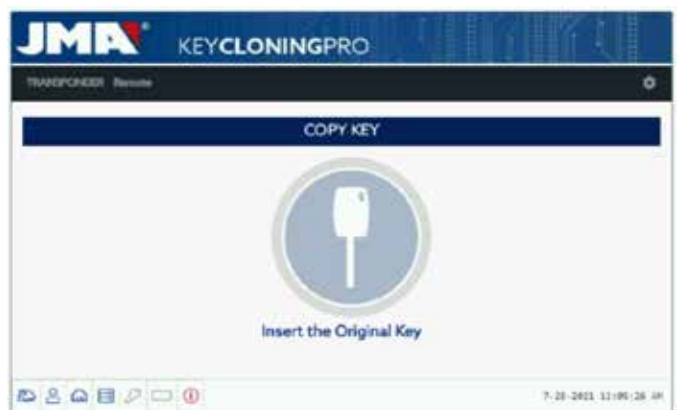 JMA KEYCLONINGPRO
TRANSPONDER Remote
COPY KEY
Insert the Original Key